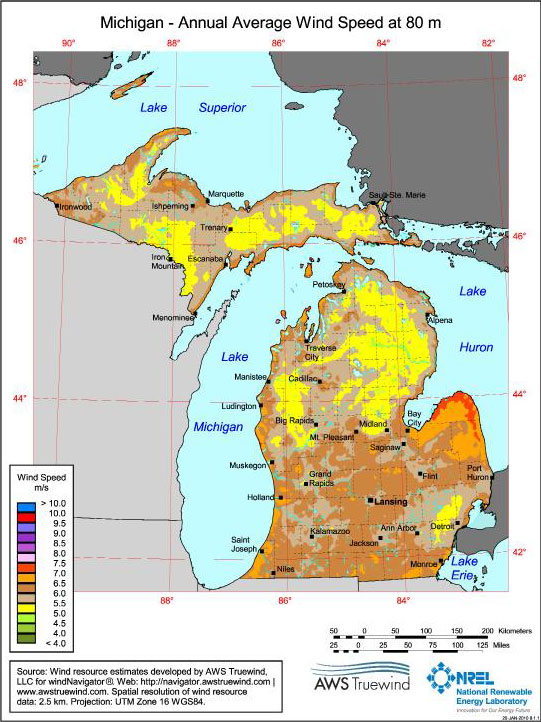 Michigan - Annual Average Wind Speed at 80 m
90°
88°
86°
84°
82°
48°
48°
Lake Superior
Marquette
Sault Ste. Marie
Ironwood
Ishpeming
Trenary
46°
46°
Iron
Mountain
Escanaba
Petoskey
Lake
Menominee
Alpena
Traverse
City
Huron
Lake
Manistee
Cadillac
44°
44°
Ludington
Bay
City
Michigan
Big Rapids
Midland
Mt. Pleasant
Saginaw
Muskegon
Port
Huron
Grand
Rapids
Flint
Wind Speed
m/s
Holland
Lansing
> 10.0
10.0
9.5
9.0
8.5
8.0
7.5
7.0
6.5
6.0
5.5
5.0
4.5
4.0
< 4.0
Ann Arbor
Detroit
Kalamazoo
Saint
Joseph
Jackson
42°
42°
Niles
Monroe
Lake
Erie
88°
86°
84°
50 0 50 100 150 200 Kilometers
25 0 25 50 75 100 125 Miles
Source: Wind resource estimates developed by AWS Truewind,
LLC for windNavigator®. Web: http://navigator.awstruewind.com |
www.awstruewind.com. Spatial resolution of wind resource
data: 2.5 km. Projection: UTM Zone 16 WGS84.
AWS Truewind
NREL
National Renewable
Energy Laboratory
Innovation for Our Energy Future